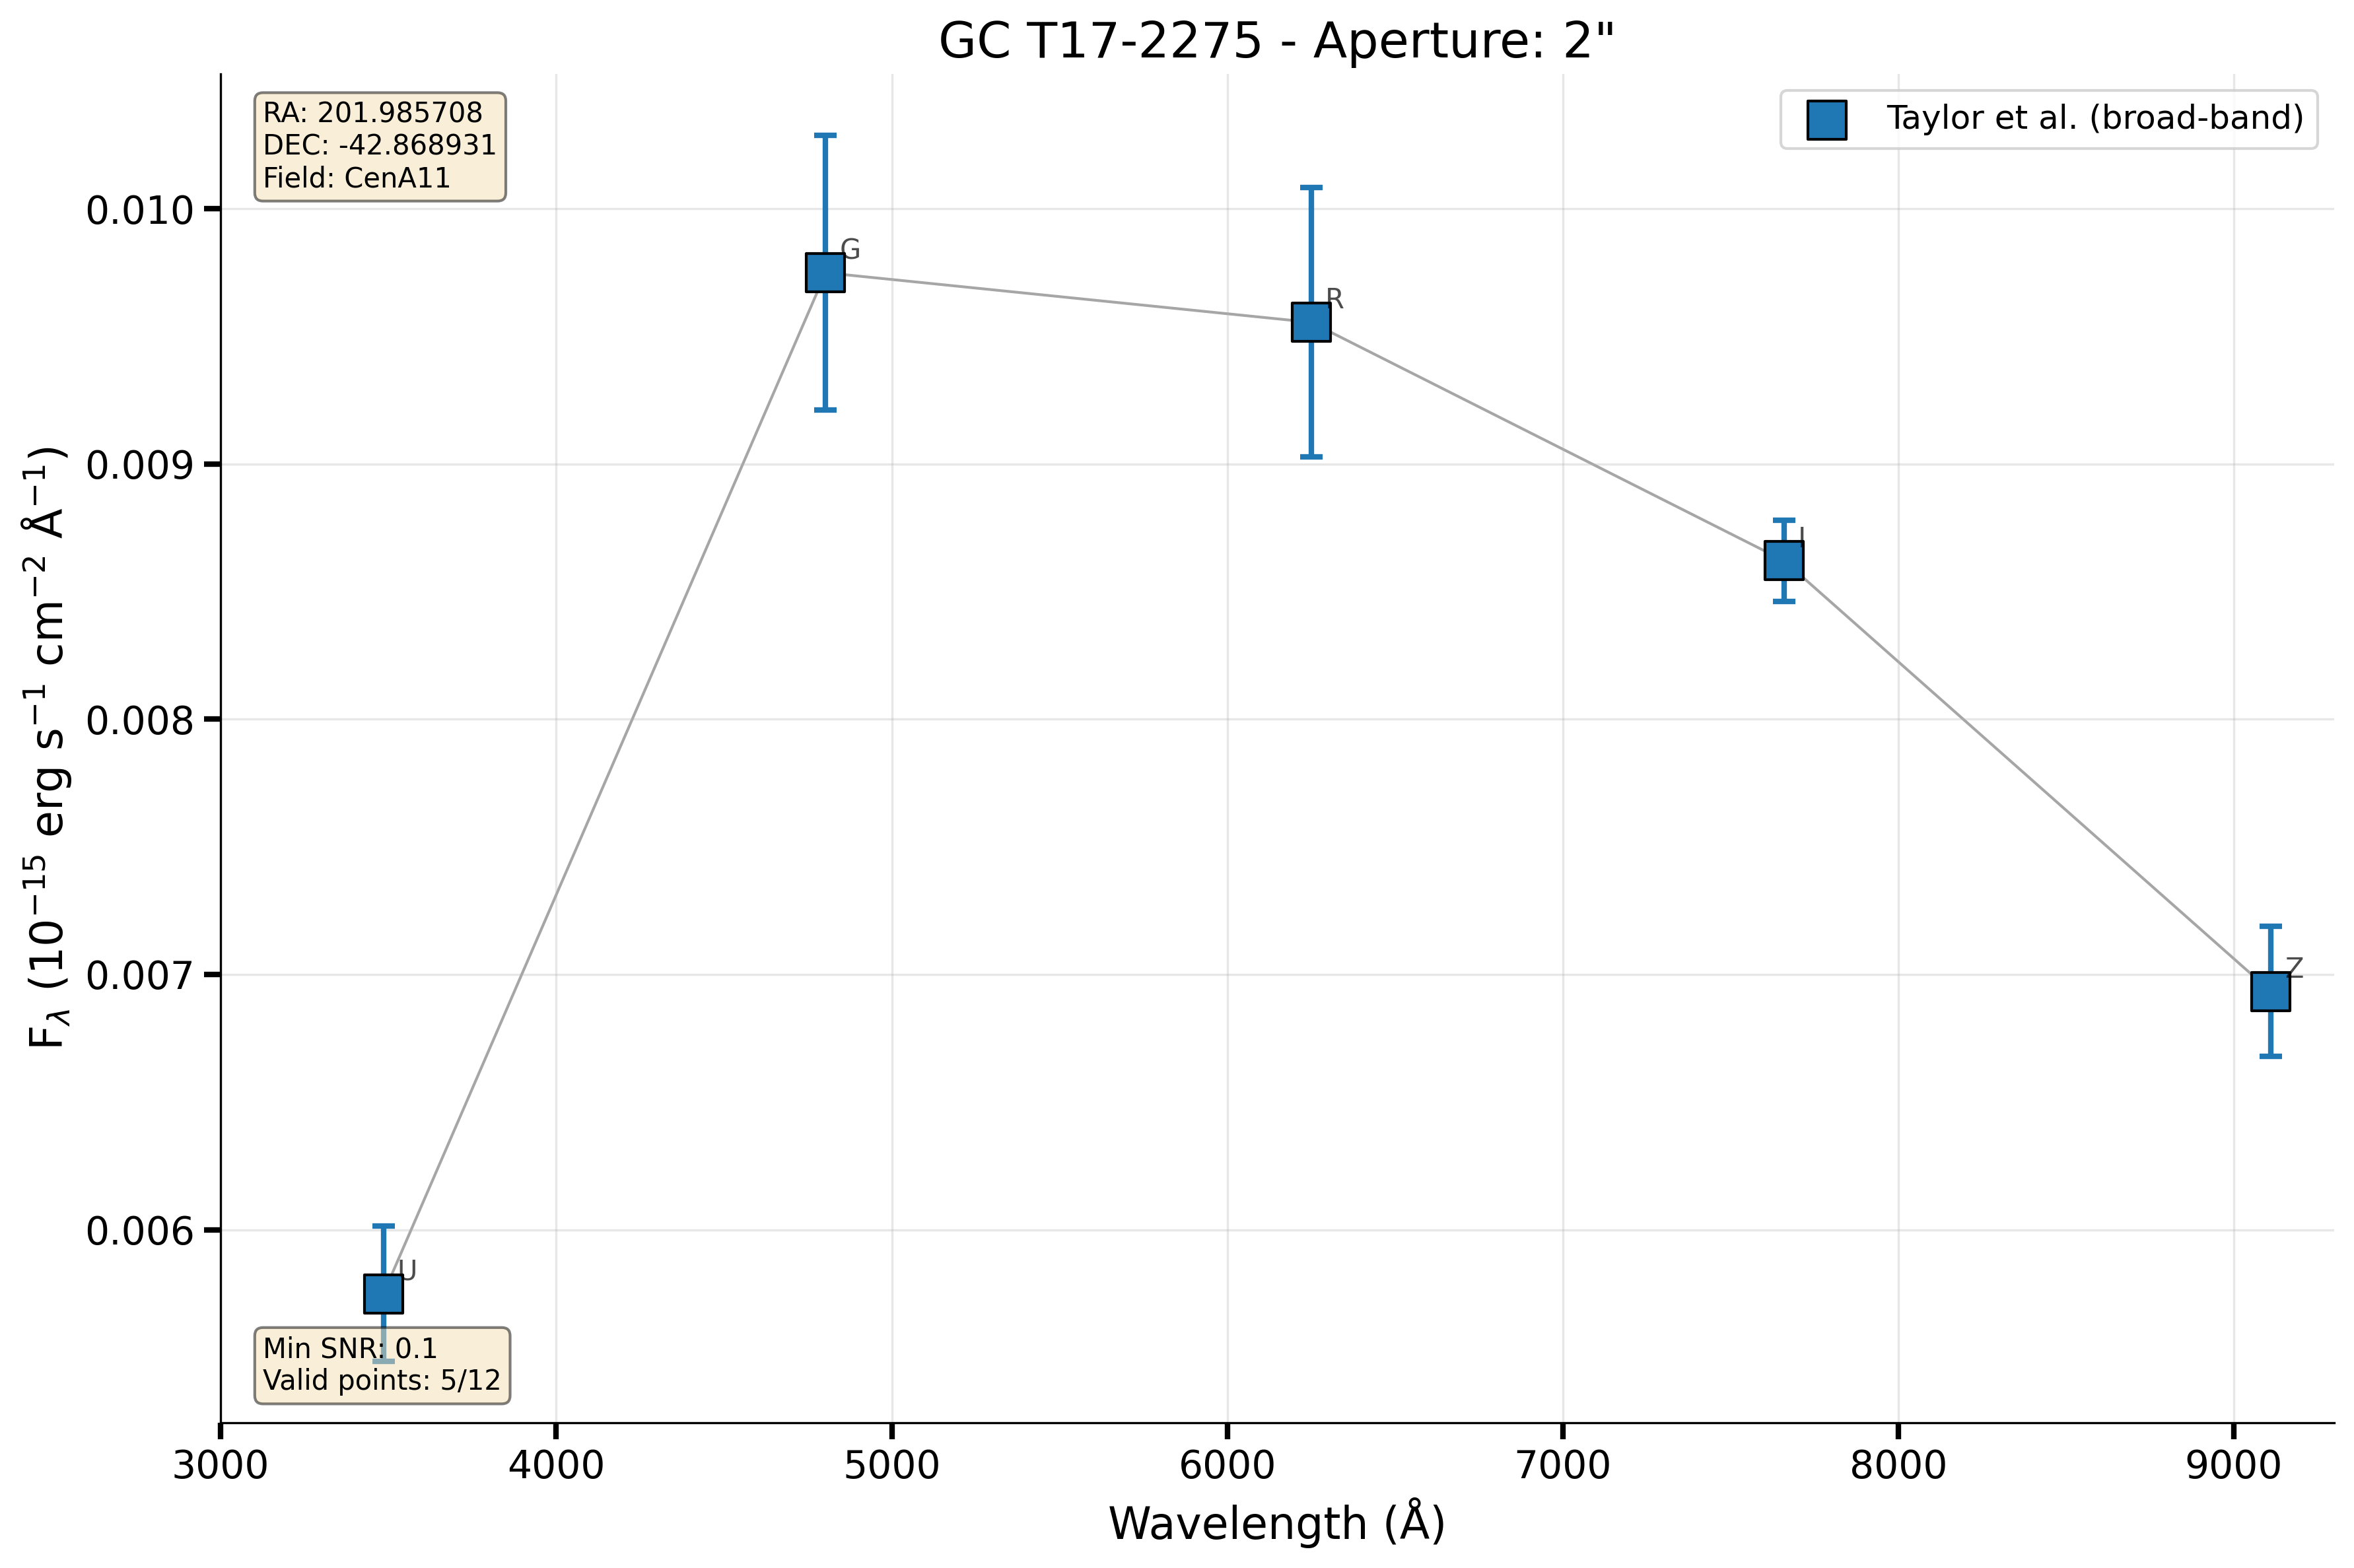 GC T17-2275 - Aperture: 2"
RA: 201.985708
DEC: -42.868931
Field: CenA11
Taylor et al. (broad-band)
F_λ (10⁻¹⁵ erg s⁻¹ cm⁻² Å⁻¹)
0.010
0.009
0.008
0.007
0.006
G
R
I
Z
U
Min SNR: 0.1
Valid points: 5/12
3000 4000 5000 6000 7000 8000 9000
Wavelength (Å)